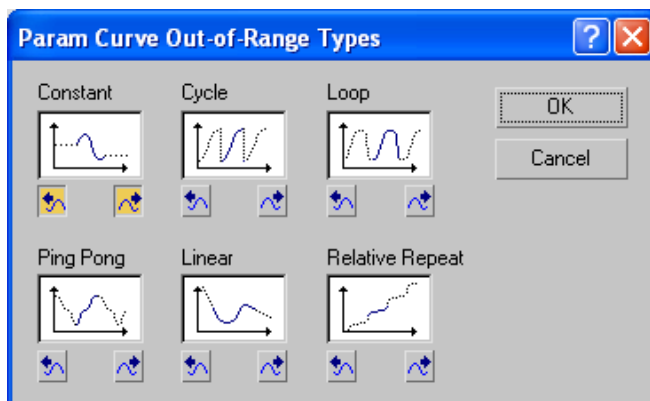 Param Curve Out-of-Range Types
Constant Cycle Loop
OK
Cancel
Ping Pong Linear Relative Repeat